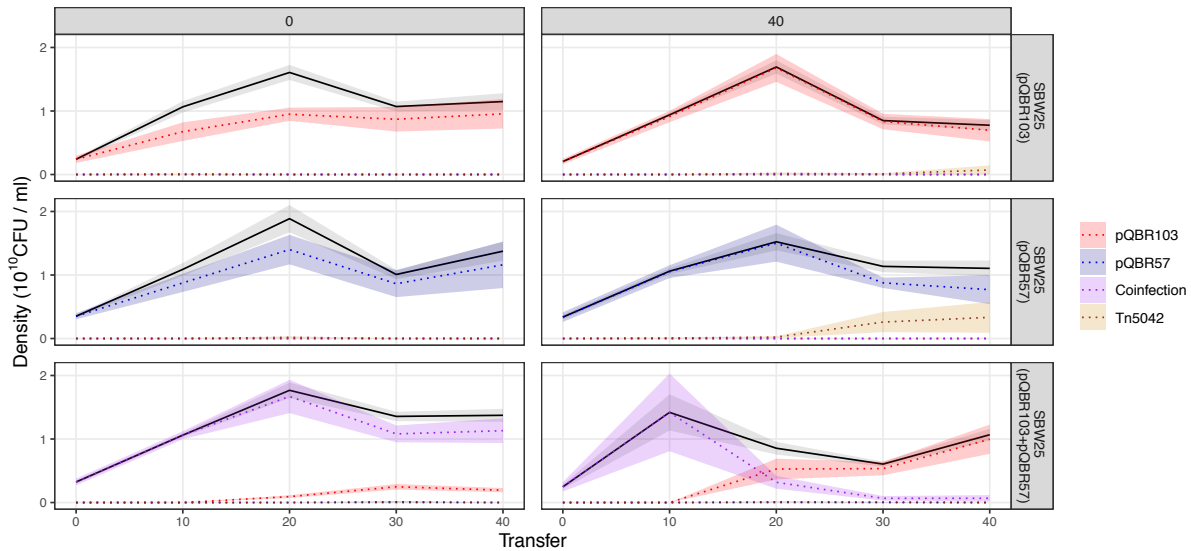 0
40
2
1
0
SBW25
(pQBR103)
2
1
0
SBW25
(pQBR57)
2
1
0
SBW25
(pQBR103+pQBR57)
Density (10¹⁰CFU / ml)
0 10 20 30 40
0 10 20 30 40
Transfer
pQBR103
pQBR57
Coinfection
Tn5042